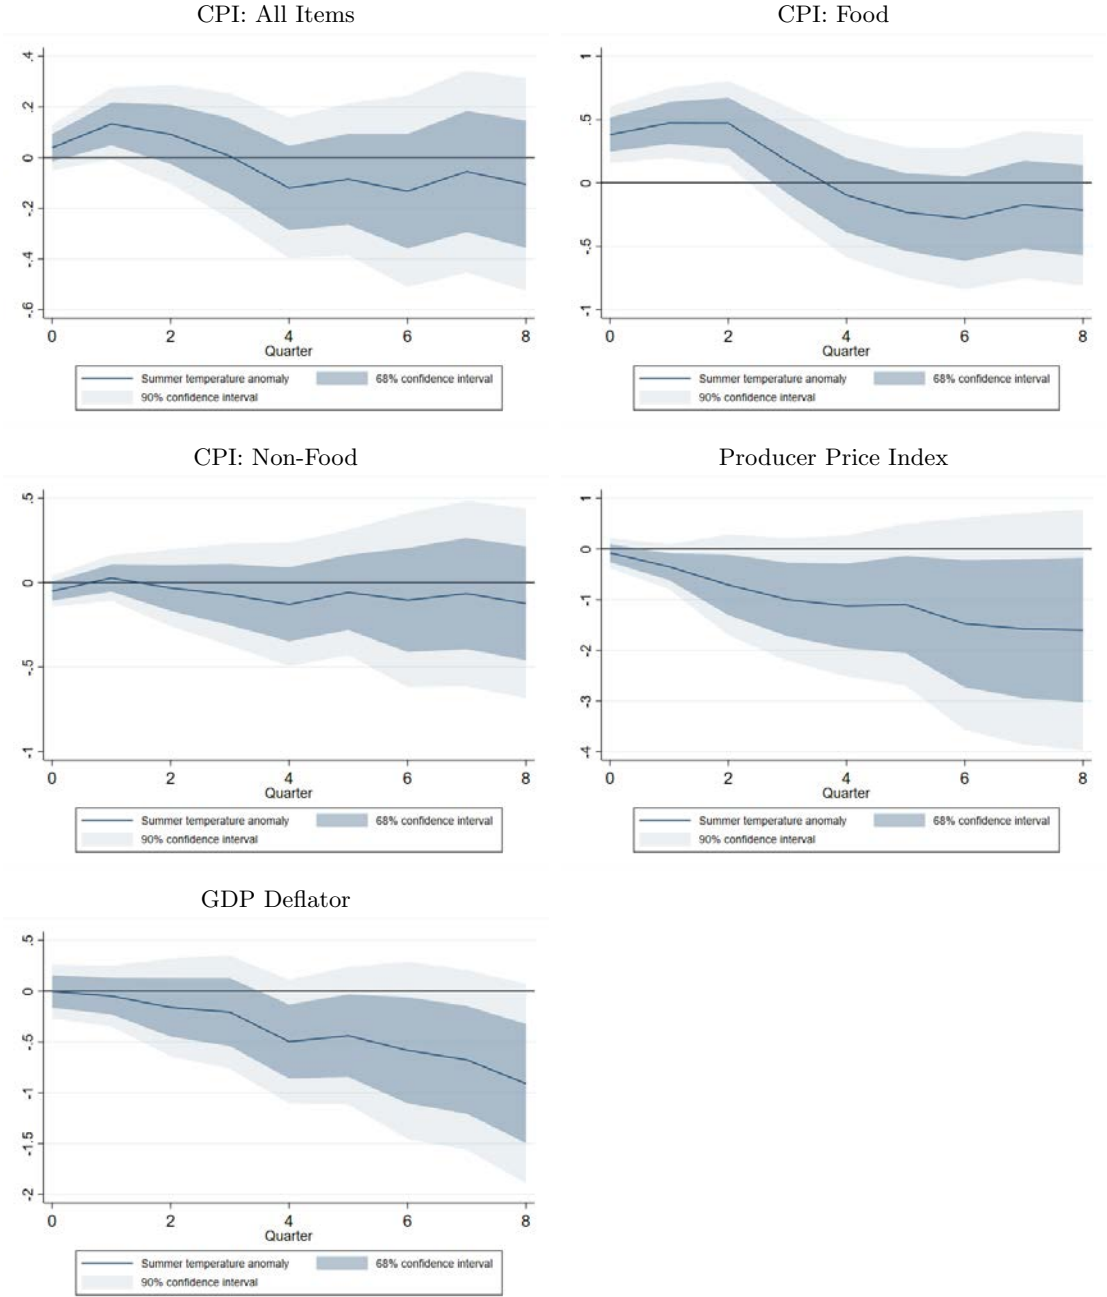 CPI: All Items
.4
.2
0
-.2
-.4
-.6
0 2 4 6 8
Quarter
Summer temperature anomaly 68% confidence interval
90% confidence interval
CPI: Food
1
.5
0
-.5
-1
0 2 4 6 8
Quarter
Summer temperature anomaly 68% confidence interval
90% confidence interval
CPI: Non-Food
.5
0
-.5
-1
0 2 4 6 8
Quarter
Summer temperature anomaly 68% confidence interval
90% confidence interval
Producer Price Index
1
0
-1
-2
-3
-4
0 2 4 6 8
Quarter
Summer temperature anomaly 68% confidence interval
90% confidence interval
GDP Deflator
.5
0
-.5
-1
-1.5
-2
0 2 4 6 8
Quarter
Summer temperature anomaly 68% confidence interval
90% confidence interval